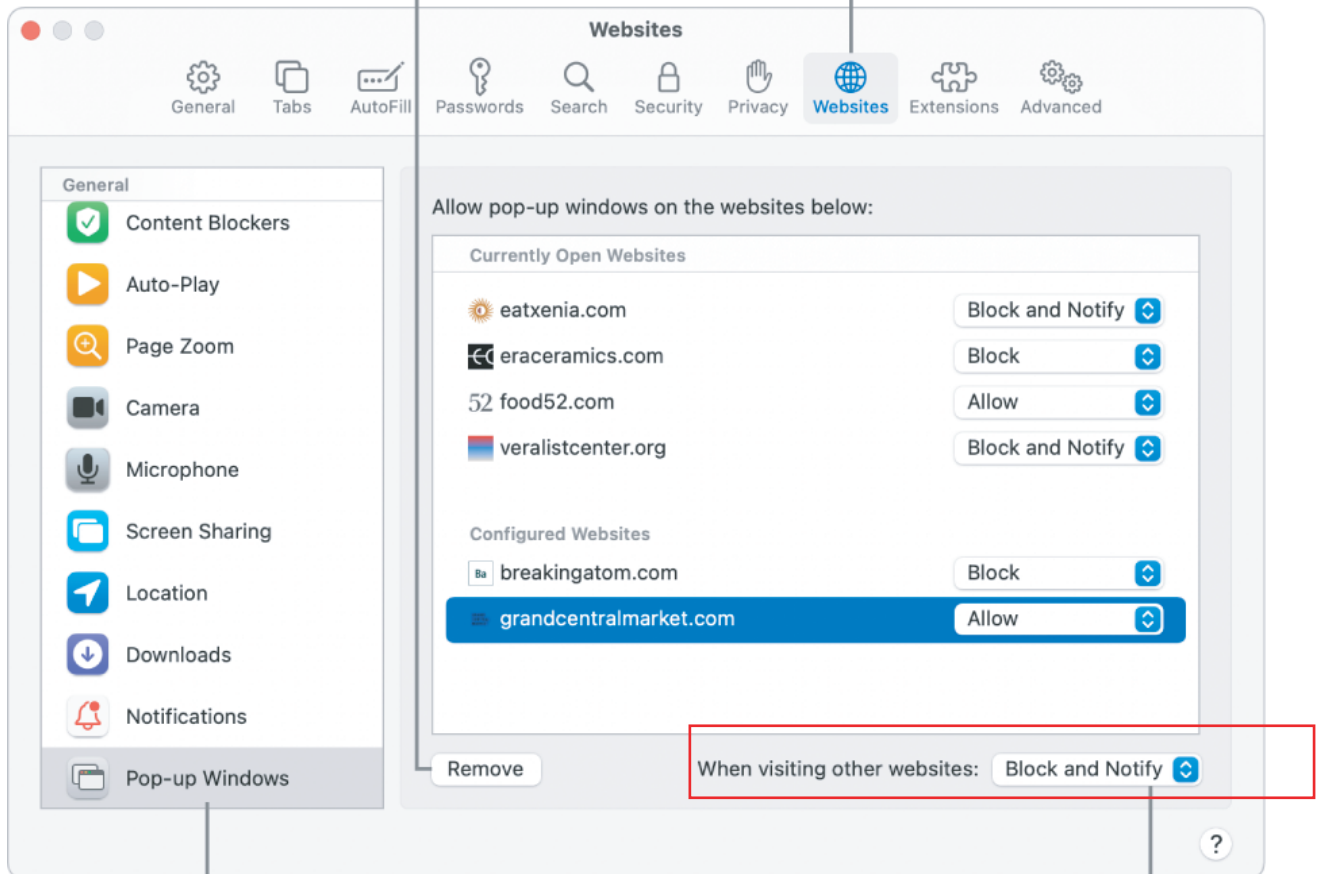 Websites
General Tabs AutoFill Passwords Search Security Privacy Websites Extensions Advanced
General
Content Blockers
Auto-Play
Page Zoom
Camera
Microphone
Screen Sharing
Location
Downloads
Notifications
Pop-up Windows
Allow pop-up windows on the websites below:
Currently Open Websites
eatxenia.com Block and Notify
eraceramics.com Block
52 food52.com Allow
veralistcenter.org Block and Notify
Configured Websites
Ba breakingatom.com Block
grandcentralmarket.com Allow
Remove When visiting other websites: Block and Notify
?